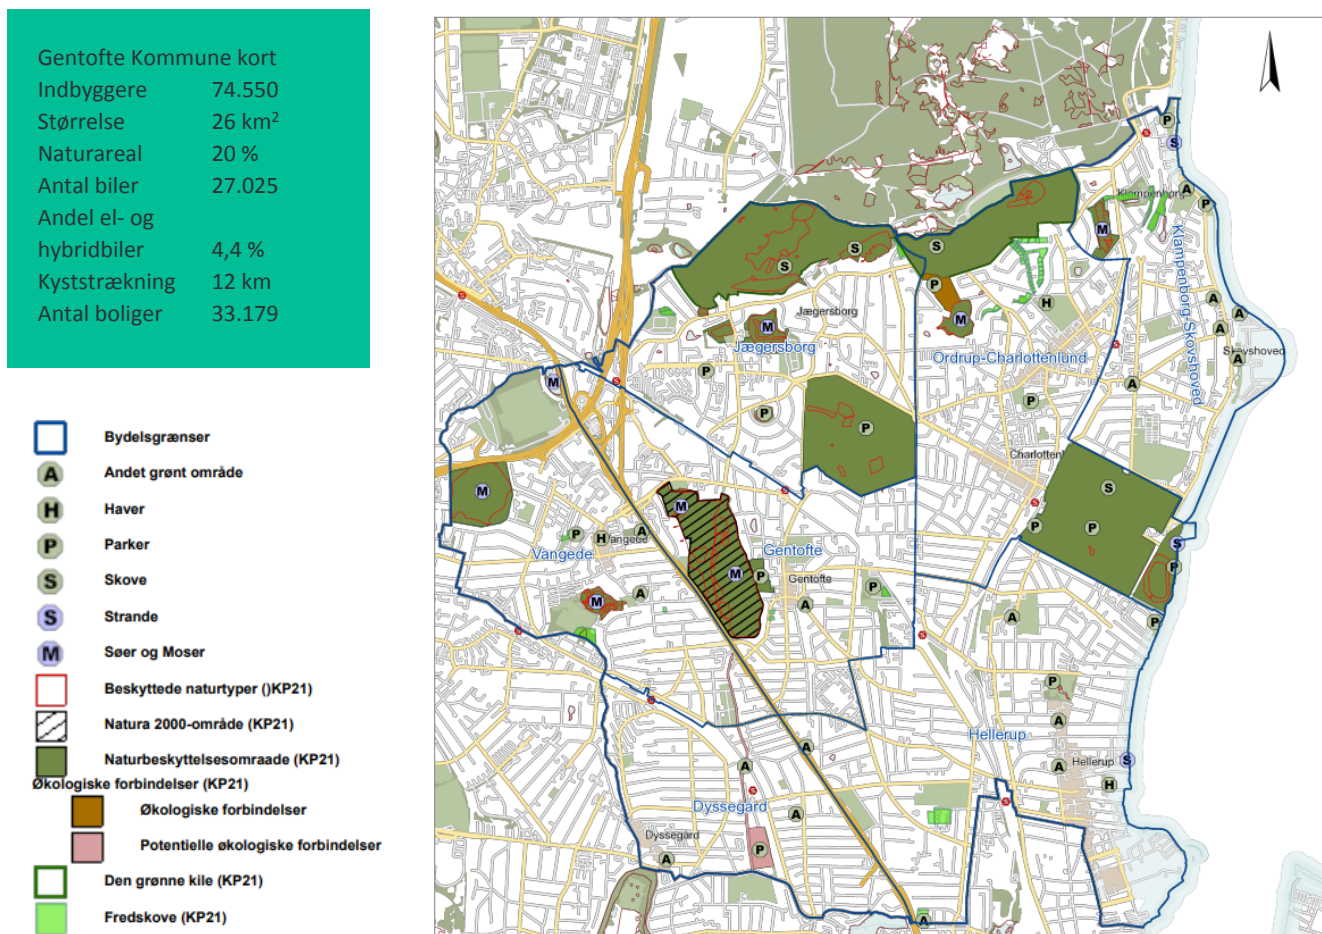 Gentofte Kommune kort
Indbyggere 74.550
Størrelse 26 km²
Naturareal 20 %
Antal biler 27.025
Andel el- og
hybridbiler 4,4 %
Kyststrækning 12 km
Antal boliger 33.179
Bydelsgrænser
A Andet grønt område
H Haver
P Parker
S Skove
S Strande
M Søer og Moser
Beskyttede naturtyper ()KP21)
Natura 2000-område (KP21)
Naturbeskyttelsesomraade (KP21)
Økologiske forbindelser (KP21)
Økologiske forbindelser
Potentielle økologiske forbindelser
Den grønne kile (KP21)
Fredskove (KP21)
P
S
Klampenborg
A
P
M
S
S
S
P
Klampenborg Skovshoved
H
A
A
A
Jægersborg
M
M
Jægersborg
Ordrup-Charlottenlund
Skovshoved
A
P
M
A
P
P
P
Charlottenl
M
S
M
P
P
S
P
H
A
Vangede
Vangede
Gentofte
Gentofte
M
P
P
M
A
A
A
P
P
A
Hellerup
A
A
Hellerup
S
A
H
Dyssegård
A
Dyssegård
P
A
A